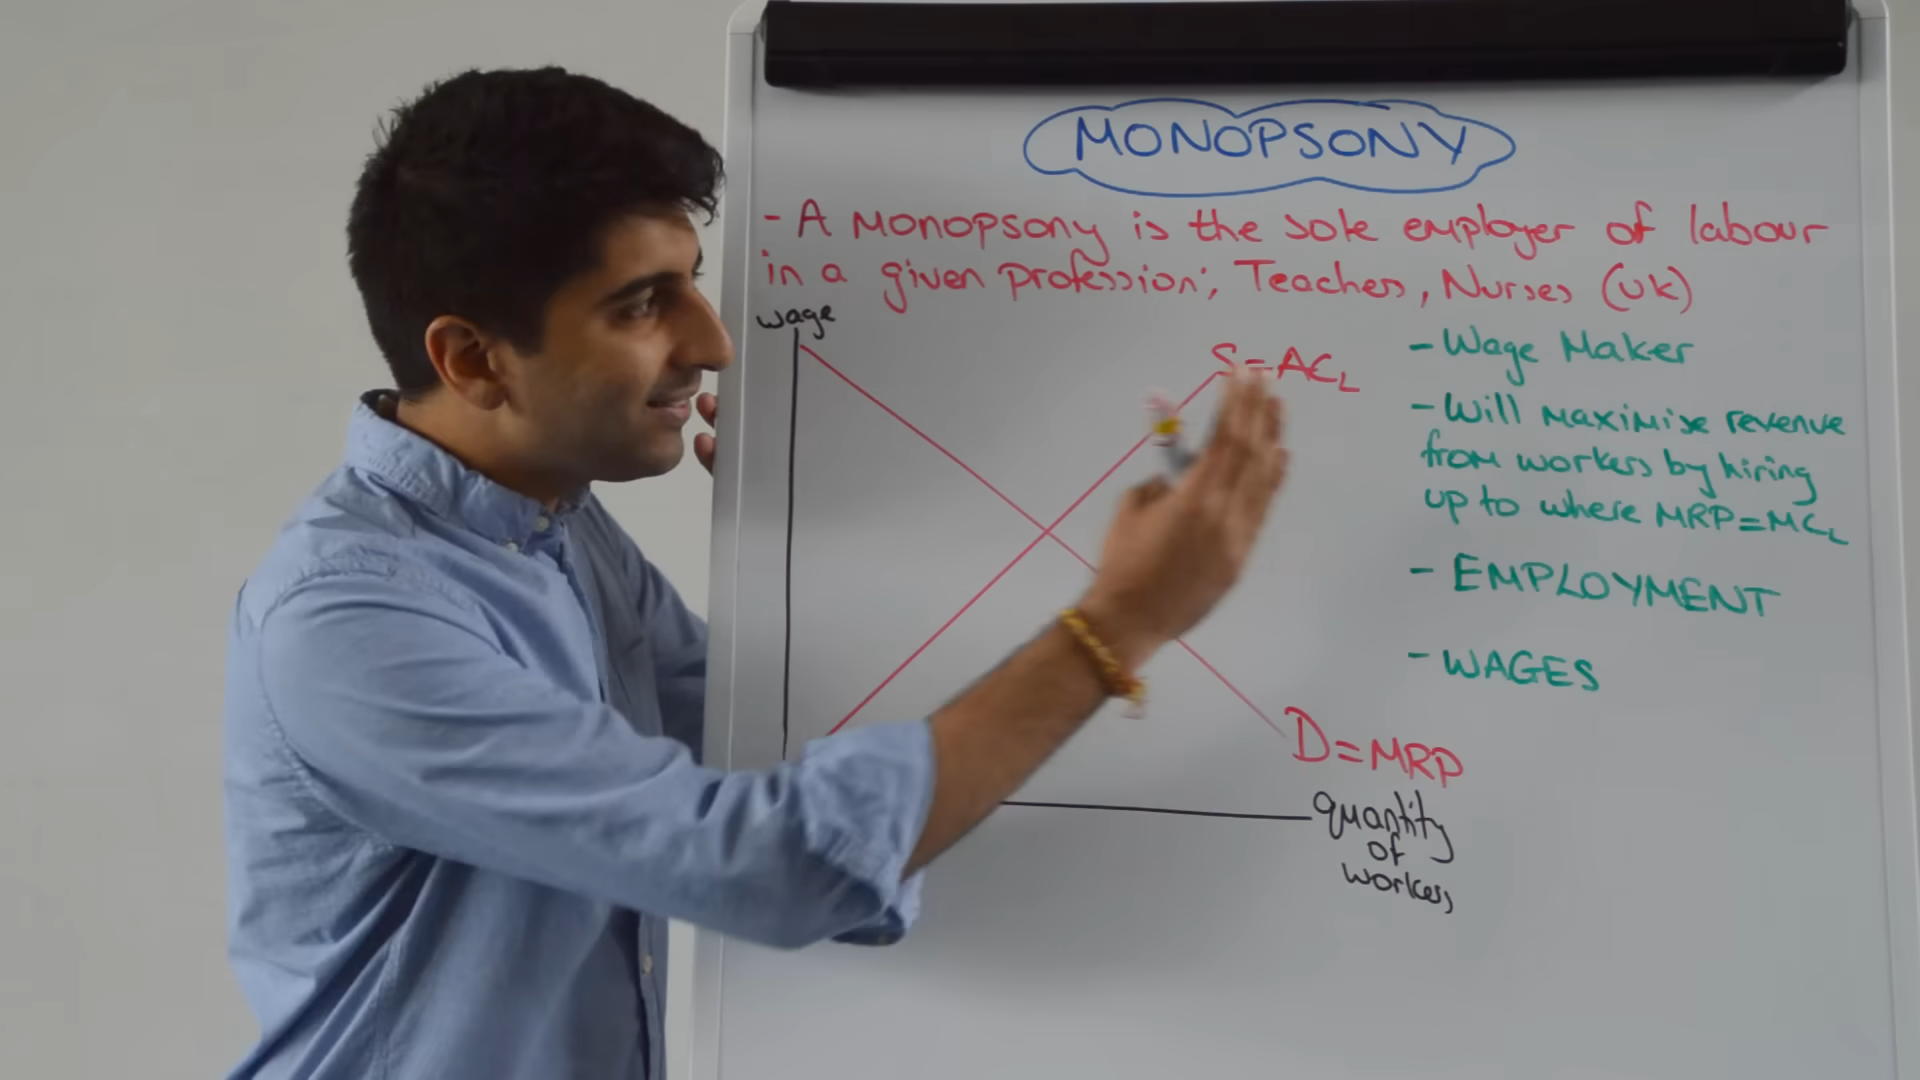 MONOPSONY
- A MONOPSONY is the sole employer of labour
in a given profession; Teachers, Nurses (UK)
wage
S=ACL
- Wage Maker
- Will maximise revenue
from workers by hiring
up to where MRP=MCL
- EMPLOYMENT
- WAGES
D=MRP
quantity
of
workers